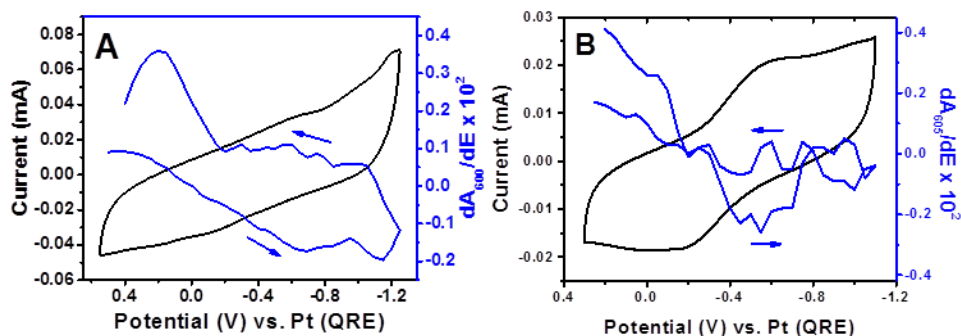 A
Current (mA)
0.08
0.06
0.04
0.02
0.00
-0.02
-0.04
-0.06
0.4
0.3
0.2
0.1
0.0
-0.1
-0.2
dA600/dE x 10²
0.4 0.0 -0.4 -0.8 -1.2
Potential (V) vs. Pt (QRE)
B
Current (mA)
0.03
0.02
0.01
0.00
-0.01
-0.02
0.4
0.2
0.0
-0.2
-0.4
dA605/dE x 10²
0.4 0.0 -0.4 -0.8 -1.2
Potential (V) vs. Pt (QRE)